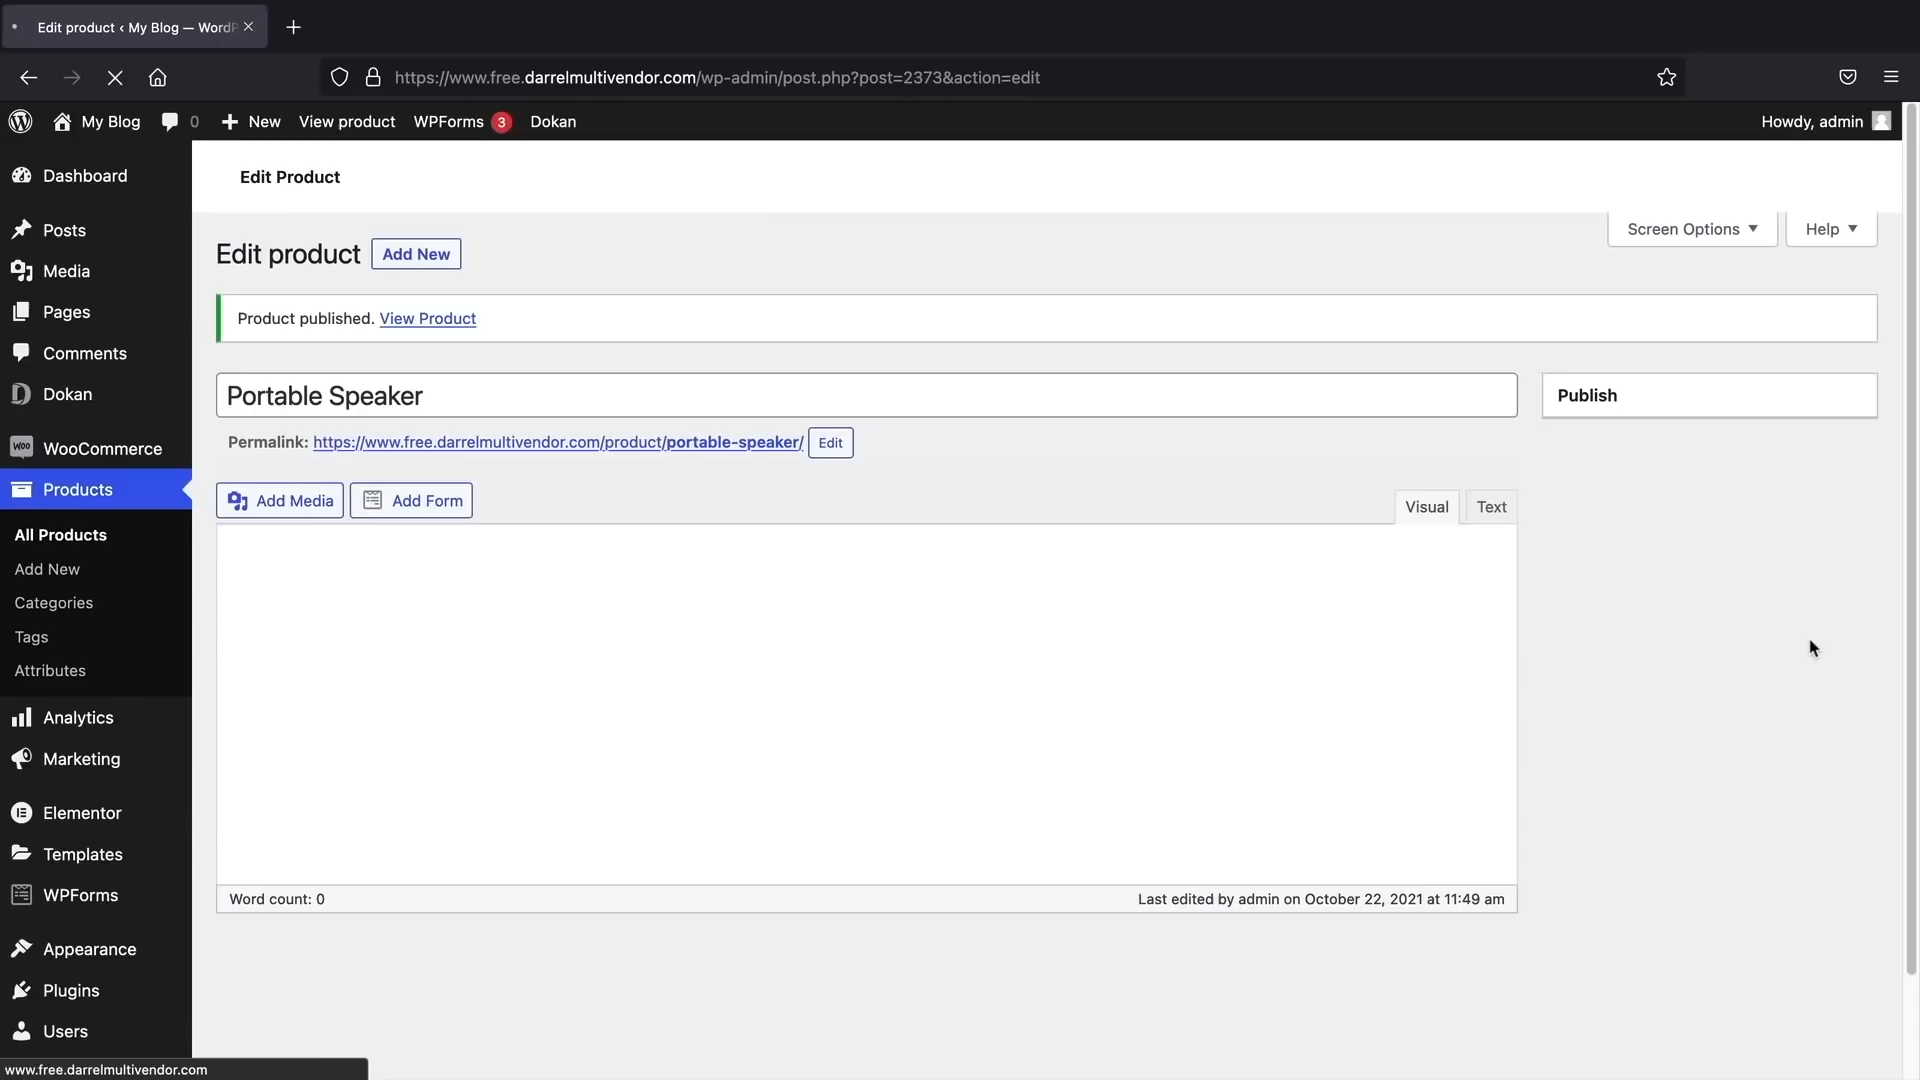 Edit product ‹ My Blog — WordP
https://www.free.darrelmultivendor.com/wp-admin/post.php?post=2373&action=edit
My Blog 0 New View product WPForms 3 Dokan Howdy, admin
Dashboard
Posts
Media
Pages
Comments
Dokan
WOO WooCommerce
Products
All Products
Add New
Categories
Tags
Attributes
Analytics
Marketing
Elementor
Templates
WPForms
Appearance
Plugins
Users
Edit Product
Screen Options Help
Edit product Add New
Product published. View Product
Portable Speaker
Publish
Permalink: https://www.free.darrelmultivendor.com/product/portable-speaker/ Edit
Add Media Add Form Visual Text
Word count: 0 Last edited by admin on October 22, 2021 at 11:49 am
www.free.darrelmultivendor.com